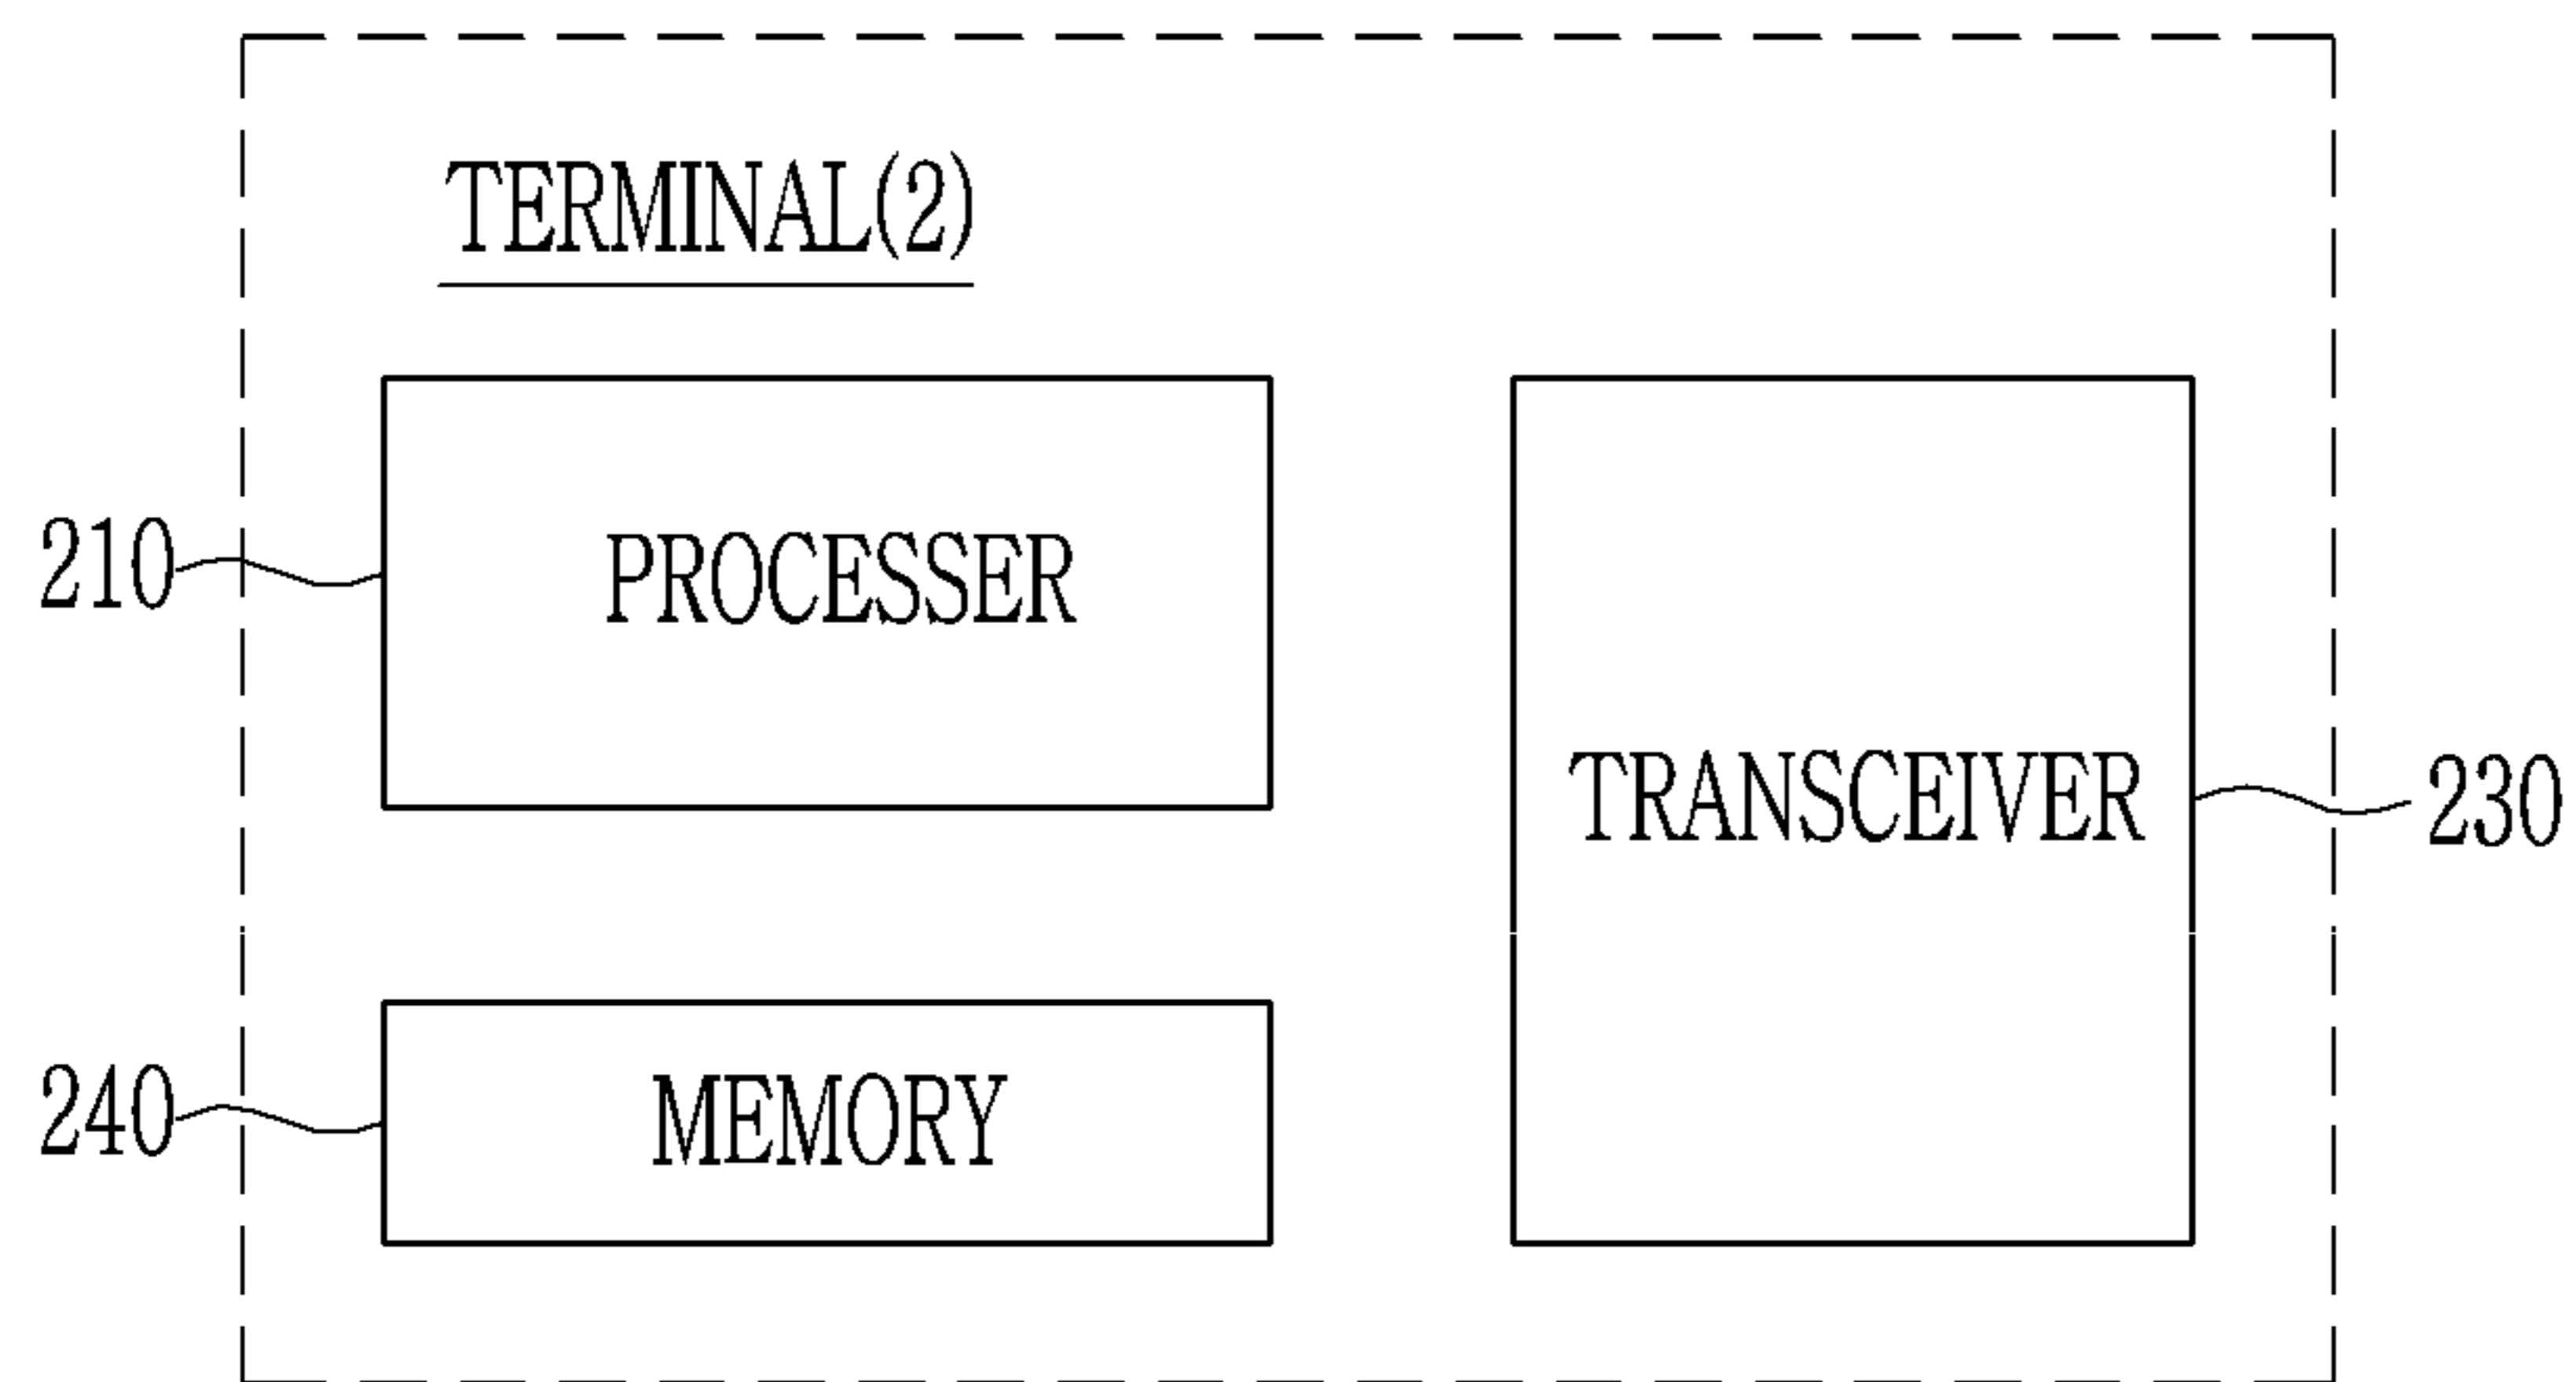 TERMINAL(2)
210
PROCESSER
TRANSCEIVER
230
240
MEMORY